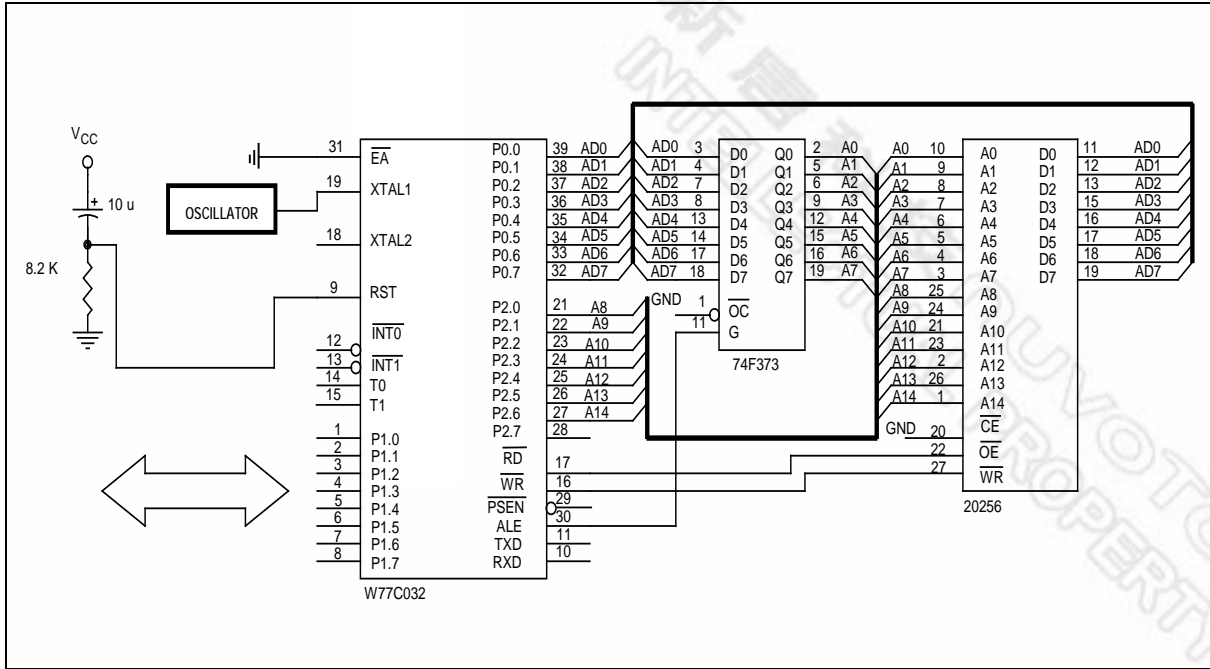 VCC
10 u
8.2 K
OSCILLATOR
31 EA
19 XTAL1
18 XTAL2
9 RST
12 INT0
13 INT1
14 T0
15 T1
1 P1.0
2 P1.1
3 P1.2
4 P1.3
5 P1.4
6 P1.5
7 P1.6
8 P1.7
P0.0 39 AD0
P0.1 38 AD1
P0.2 37 AD2
P0.3 36 AD3
P0.4 35 AD4
P0.5 34 AD5
P0.6 33 AD6
P0.7 32 AD7
P2.0 21 A8
P2.1 22 A9
P2.2 23 A10
P2.3 24 A11
P2.4 25 A12
P2.5 26 A13
P2.6 27 A14
P2.7 28
RD 17
WR 16
PSEN 29
ALE 30
TXD 11
RXD 10
W77C032
AD0 3 D0 Q0 2 A0
AD1 4 D1 Q1 5 A1
AD2 7 D2 Q2 6 A2
AD3 8 D3 Q3 9 A3
AD4 13 D4 Q4 12 A4
AD5 14 D5 Q5 15 A5
AD6 17 D6 Q6 16 A6
AD7 18 D7 Q7 19 A7
GND 1 OC
11 G
74F373
A0 10 A0 D0 11 AD0
A1 9 A1 D1 12 AD1
A2 8 A2 D2 13 AD2
A3 7 A3 D3 15 AD3
A4 6 A4 D4 16 AD4
A5 5 A5 D5 17 AD5
A6 4 A6 D6 18 AD6
A7 3 A7 D7 19 AD7
A8 25 A8
A9 24 A9
A10 21 A10
A11 23 A11
A12 2 A12
A13 26 A13
A14 1 A14
GND 20 CE
22 OE
27 WR
20256